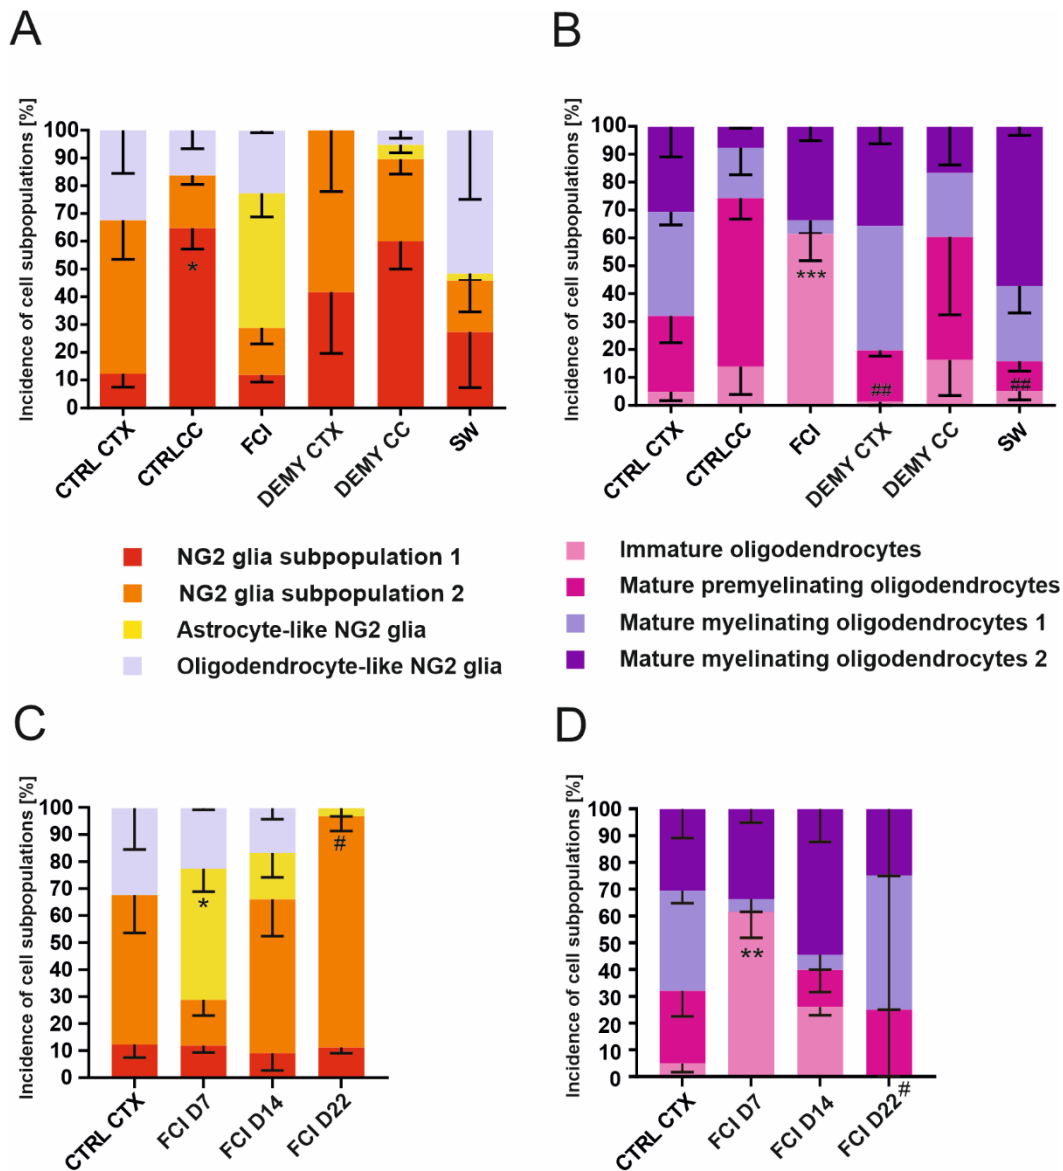 A
Incidence of cell subpopulations [%]
100
90
80
70
60
50
40
30
20
10
0
*
CTRL CTX
CTRLCC
FCI
DEMY CTX
DEMY CC
SW
NG2 glia subpopulation 1
NG2 glia subpopulation 2
Astrocyte-like NG2 glia
Oligodendrocyte-like NG2 glia
B
Incidence of cell subpopulations [%]
100
90
80
70
60
50
40
30
20
10
0
***
##
##
CTRL CTX
CTRLCC
FCI
DEMY CTX
DEMY CC
SW
Immature oligodendrocytes
Mature premyelinating oligodendrocytes
Mature myelinating oligodendrocytes 1
Mature myelinating oligodendrocytes 2
C
Incidence of cell subpopulations [%]
100
90
80
70
60
50
40
30
20
10
0
*
#
CTRL CTX
FCI D7
FCI D14
FCI D22
D
Incidence of cell subpopulations [%]
100
90
80
70
60
50
40
30
20
10
0
**
#
CTRL CTX
FCI D7
FCI D14
FCI D22